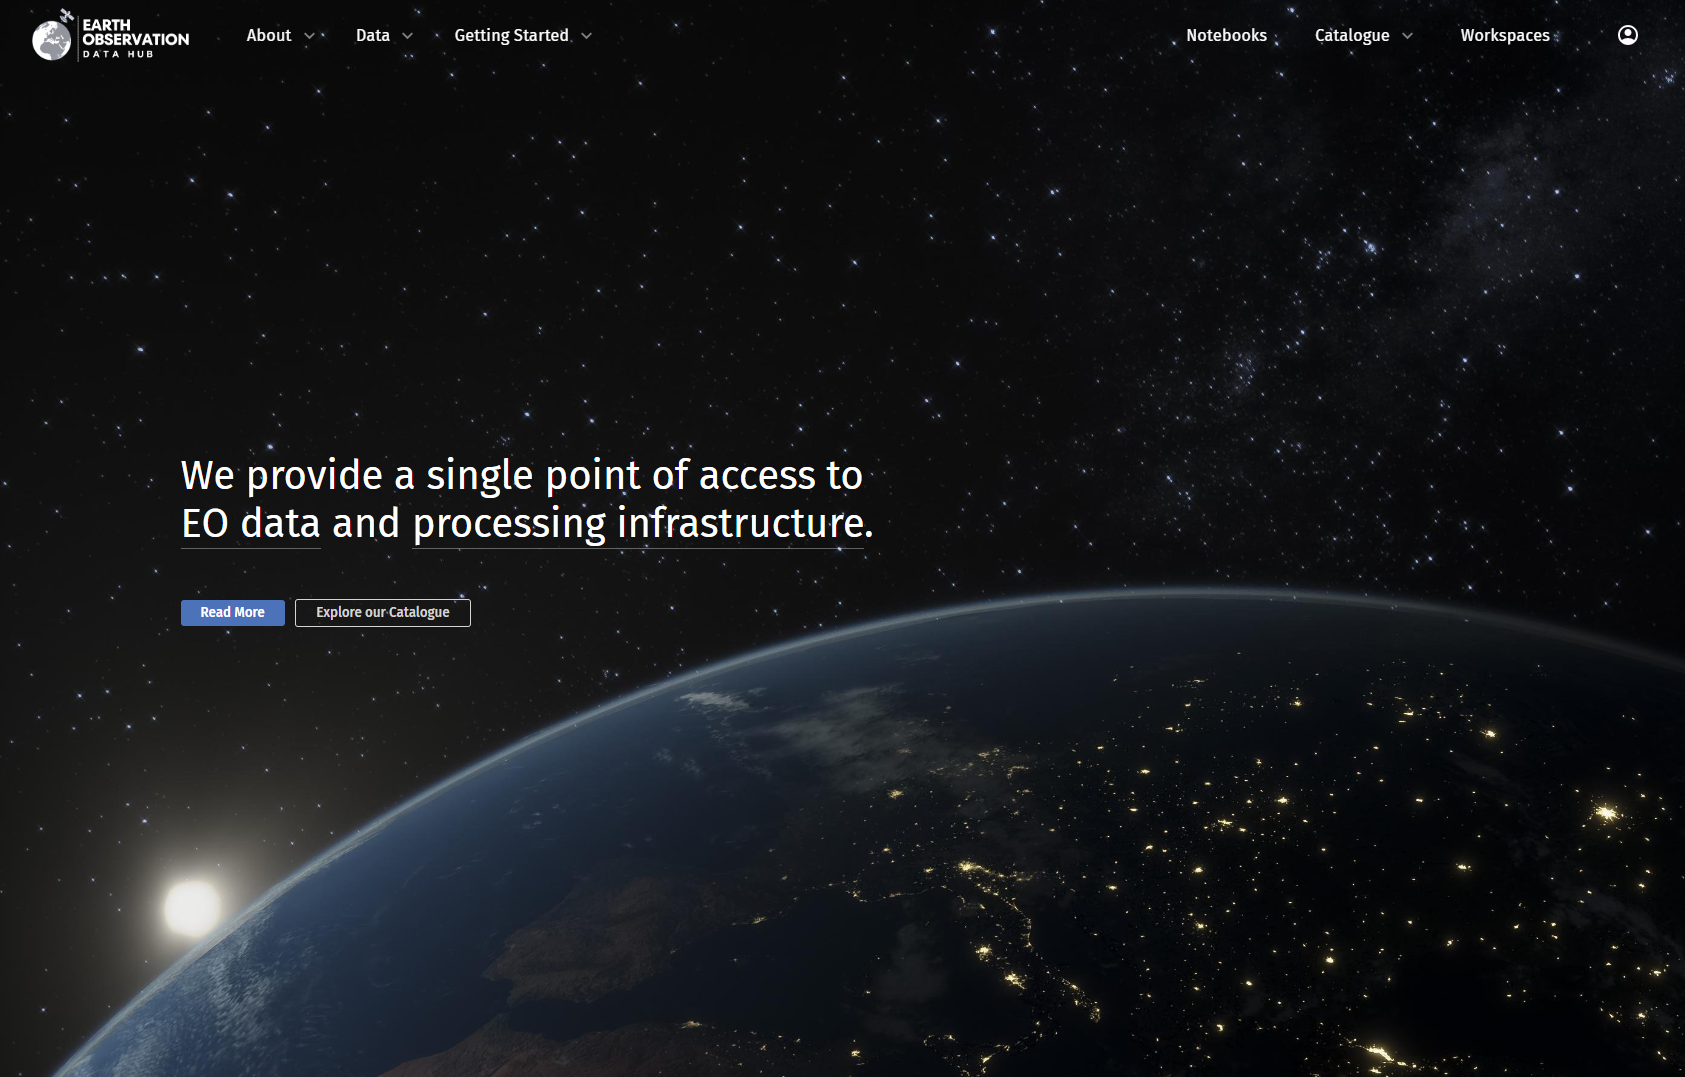 EARTH
OBSERVATION
DATA HUB
About
Data
Getting Started
Notebooks
Catalogue
Workspaces
We provide a single point of access to
EO data and processing infrastructure.
Read More
Explore our Catalogue